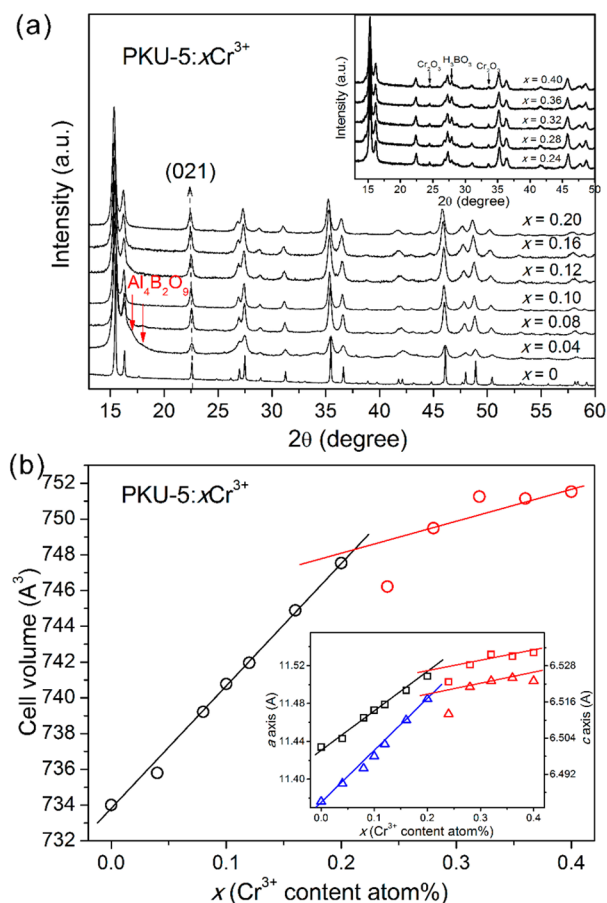 (a)
PKU-5:xCr³⁺
Intensity (a.u.)
(021)
Al₄B₂O₉
x = 0.20
x = 0.16
x = 0.12
x = 0.10
x = 0.08
x = 0.04
x = 0
15 20 25 30 35 40 45 50 55 60
2θ (degree)
Intensity (a.u.)
Cr₂O₃ H₃BO₃ Cr₂O₃
x = 0.40
x = 0.36
x = 0.32
x = 0.28
x = 0.24
15 20 25 30 35 40 45 50
2θ (degree)
(b)
PKU-5:xCr³⁺
Cell volume (A³)
752
750
748
746
744
742
740
738
736
734
732
0.0 0.1 0.2 0.3 0.4
x (Cr³⁺ content atom%)
a axis (A)
11.52
11.48
11.44
11.40
6.528
6.516
6.504
6.492
c axis (A)
0.0 0.1 0.2 0.3 0.4
x (Cr³⁺ content atom%)